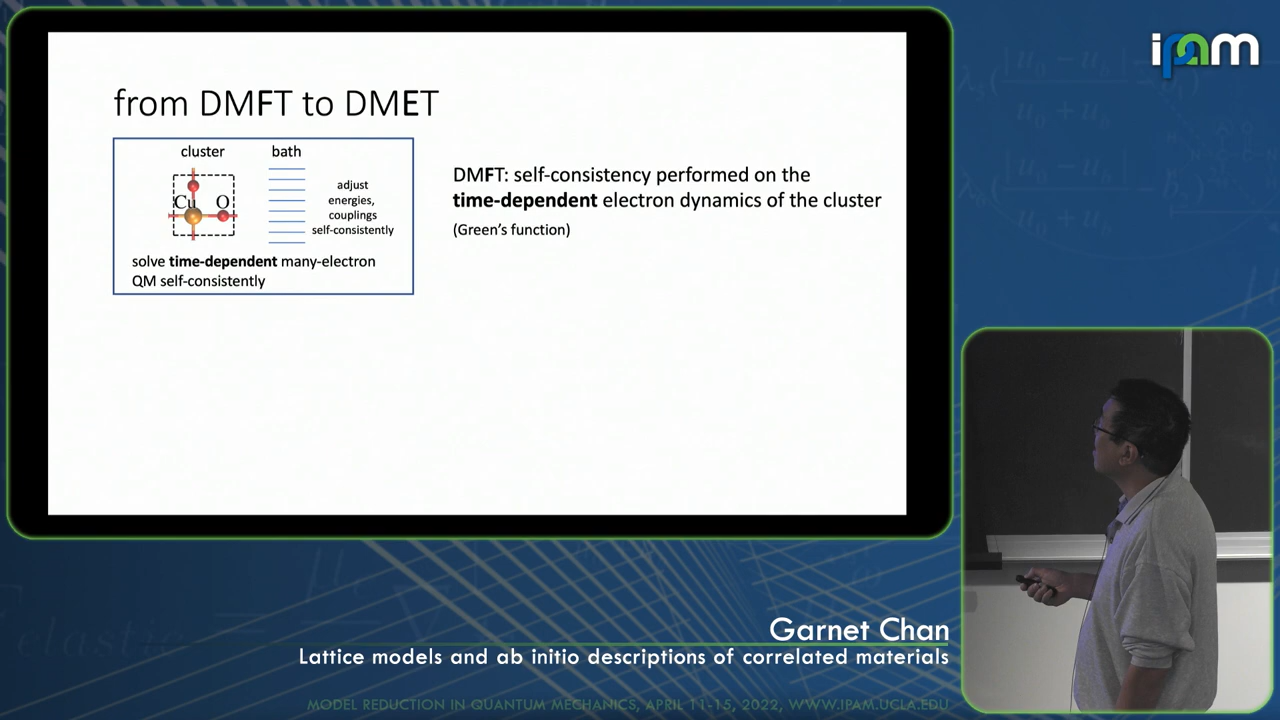 ipam
from DMFT to DMET
cluster
bath
Cu
O
adjust
energies,
couplings
self-consistently
solve time-dependent many-electron
QM self-consistently
DMFT: self-consistency performed on the
time-dependent electron dynamics of the cluster
(Green's function)
Garnet Chan
Lattice models and ab initio descriptions of correlated materials
MODEL REDUCTION IN QUANTUM MECHANICS, APRIL 11-15, 2022, WWW.IPAM.UCLA.EDU